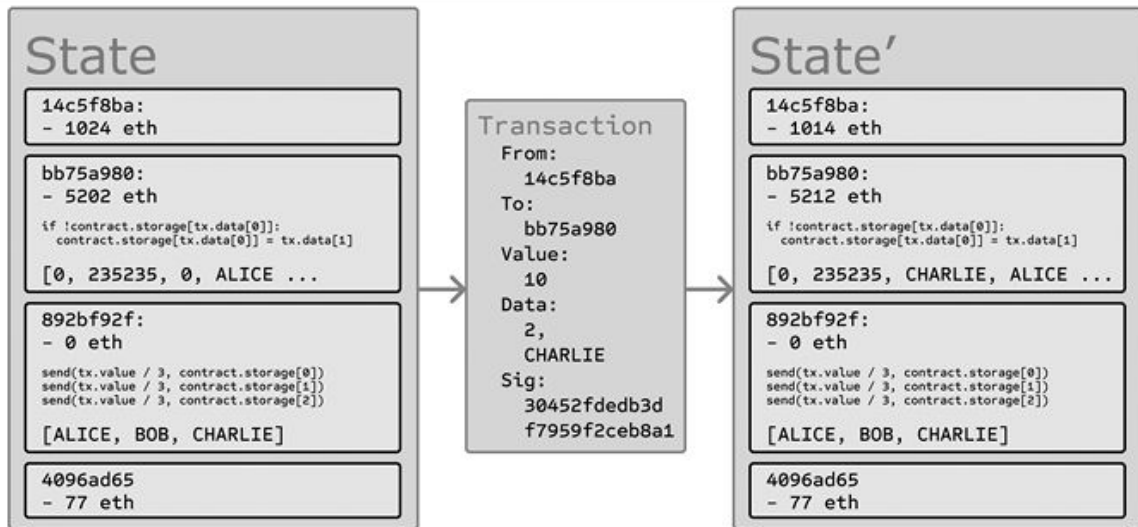 State
14c5f8ba:
- 1024 eth
bb75a980:
- 5202 eth
if !contract.storage[tx.data[0]]:
contract.storage[tx.data[0]] = tx.data[1]
[0, 235235, 0, ALICE ...
892bf92f:
- 0 eth
send(tx.value / 3, contract.storage[0])
send(tx.value / 3, contract.storage[1])
send(tx.value / 3, contract.storage[2])
[ALICE, BOB, CHARLIE]
4096ad65
- 77 eth
Transaction
From:
14c5f8ba
To:
bb75a980
Value:
10
Data:
2,
CHARLIE
Sig:
30452fdedb3d
f7959f2ceb8a1
State′
14c5f8ba:
- 1014 eth
bb75a980:
- 5212 eth
if !contract.storage[tx.data[0]]:
contract.storage[tx.data[0]] = tx.data[1]
[0, 235235, CHARLIE, ALICE ...
892bf92f:
- 0 eth
send(tx.value / 3, contract.storage[0])
send(tx.value / 3, contract.storage[1])
send(tx.value / 3, contract.storage[2])
[ALICE, BOB, CHARLIE]
4096ad65
- 77 eth